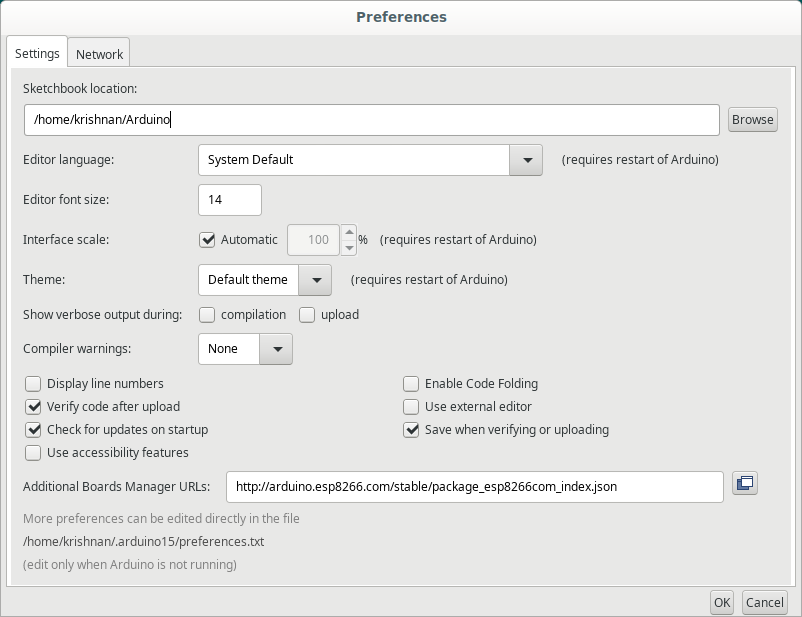 Preferences
Settings Network
Sketchbook location:
/home/krishnan/Arduino Browse
Editor language: System Default (requires restart of Arduino)
Editor font size: 14
Interface scale: Automatic 100 % (requires restart of Arduino)
Theme: Default theme (requires restart of Arduino)
Show verbose output during: compilation upload
Compiler warnings: None
Display line numbers Enable Code Folding
Verify code after upload Use external editor
Check for updates on startup Save when verifying or uploading
Use accessibility features
Additional Boards Manager URLs: http://arduino.esp8266.com/stable/package_esp8266com_index.json
More preferences can be edited directly in the file
/home/krishnan/.arduino15/preferences.txt
(edit only when Arduino is not running)
OK Cancel